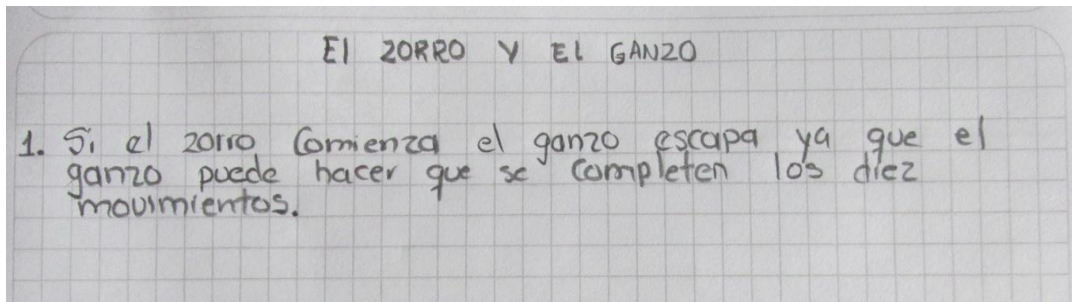 El ZORRO Y EL GANZO
1. Si el zorro Comienza el ganzo escapa ya que el
ganzo puede hacer que se completen los diez
movimientos.